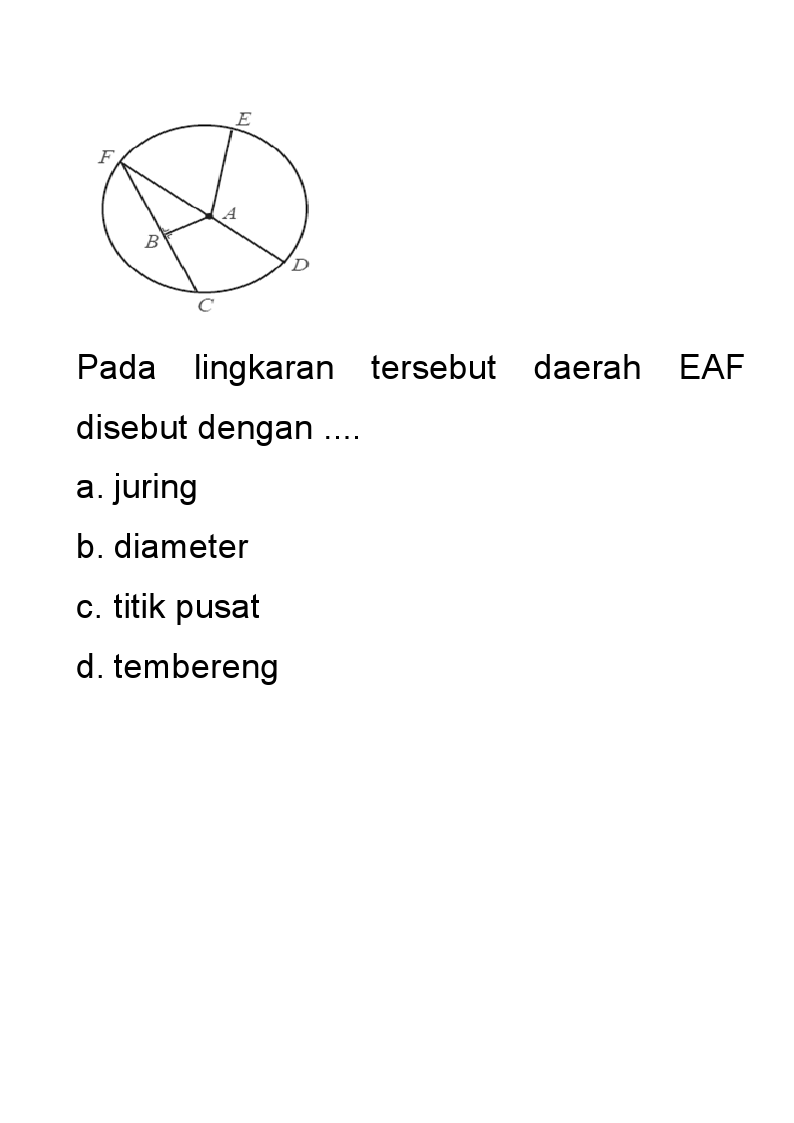 E
F
A
B
D
C
Pada lingkaran tersebut daerah EAF
disebut dengan ....
a. juring
b. diameter
c. titik pusat
d. tembereng